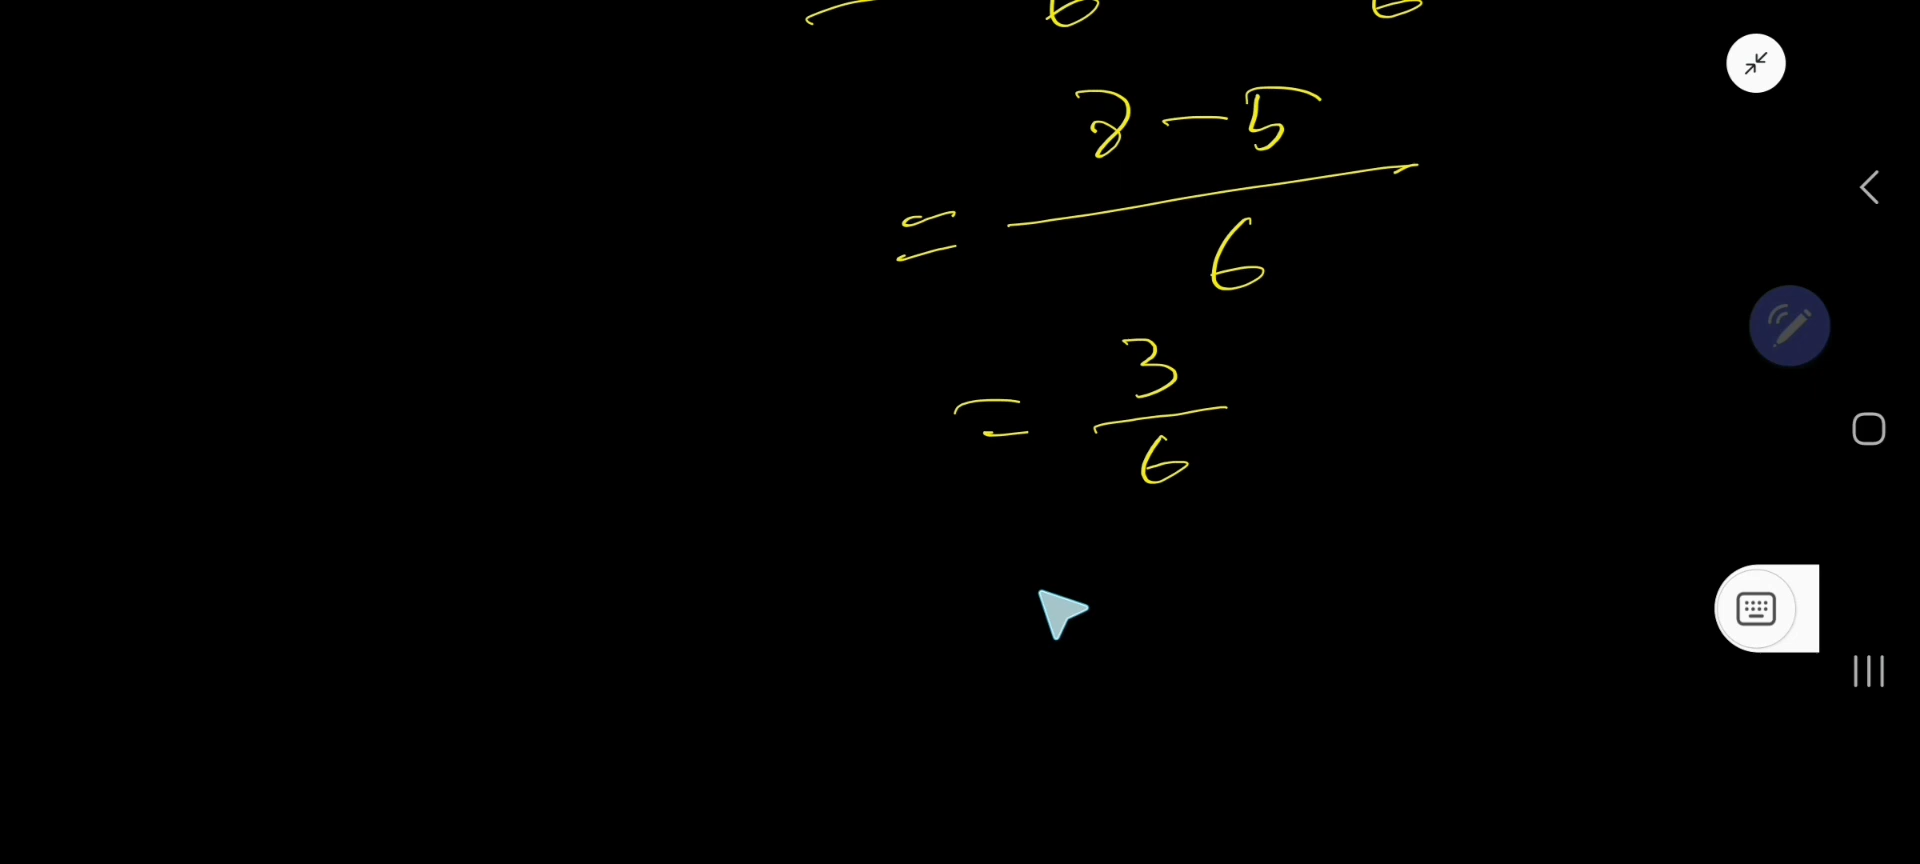 = 8 - 5 / 6
= 3 / 6